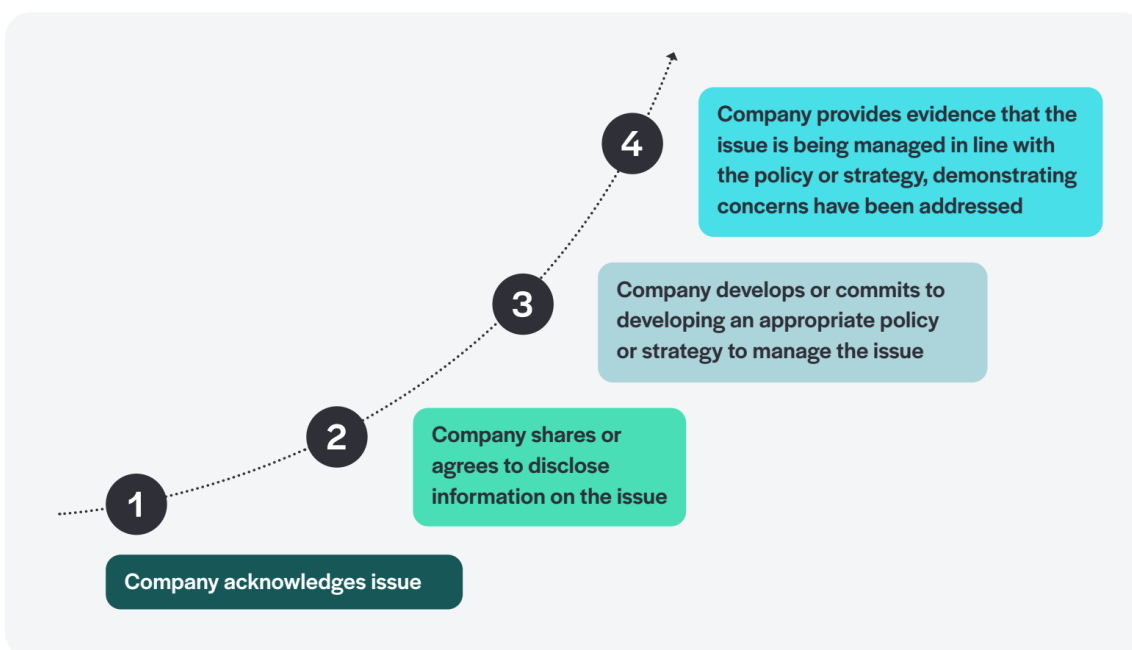 1
Company acknowledges issue
2
Company shares or
agrees to disclose
information on the issue
3
Company develops or commits to
developing an appropriate policy
or strategy to manage the issue
4
Company provides evidence that the
issue is being managed in line with
the policy or strategy, demonstrating
concerns have been addressed